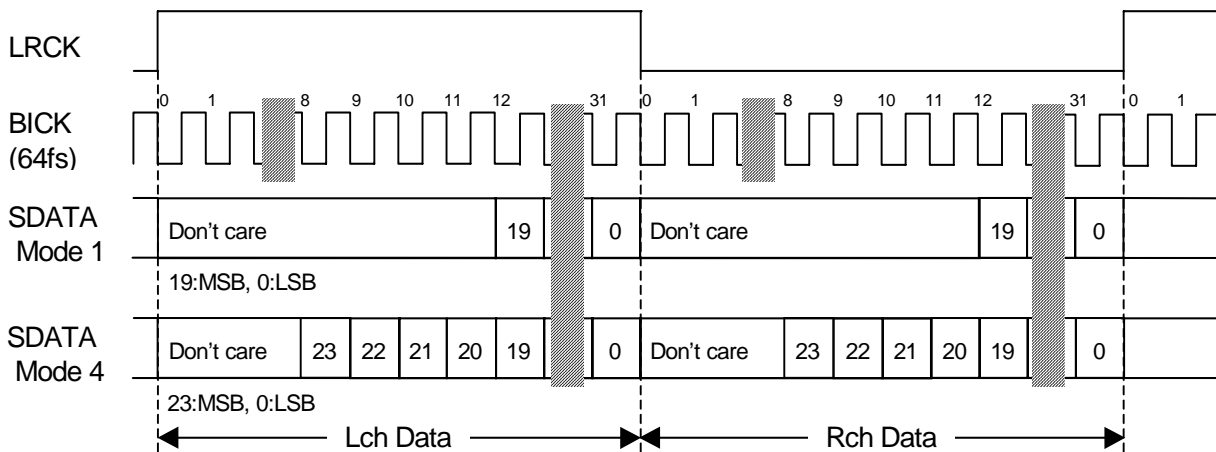 LRCK
0 1 8 9 10 11 12 31 0 1 8 9 10 11 12 31 0 1
BICK
(64fs)
SDATA
Mode 1
Don't care 19 0 Don't care 19 0
19:MSB, 0:LSB
SDATA
Mode 4
Don't care 23 22 21 20 19 0 Don't care 23 22 21 20 19 0
23:MSB, 0:LSB
Lch Data Rch Data